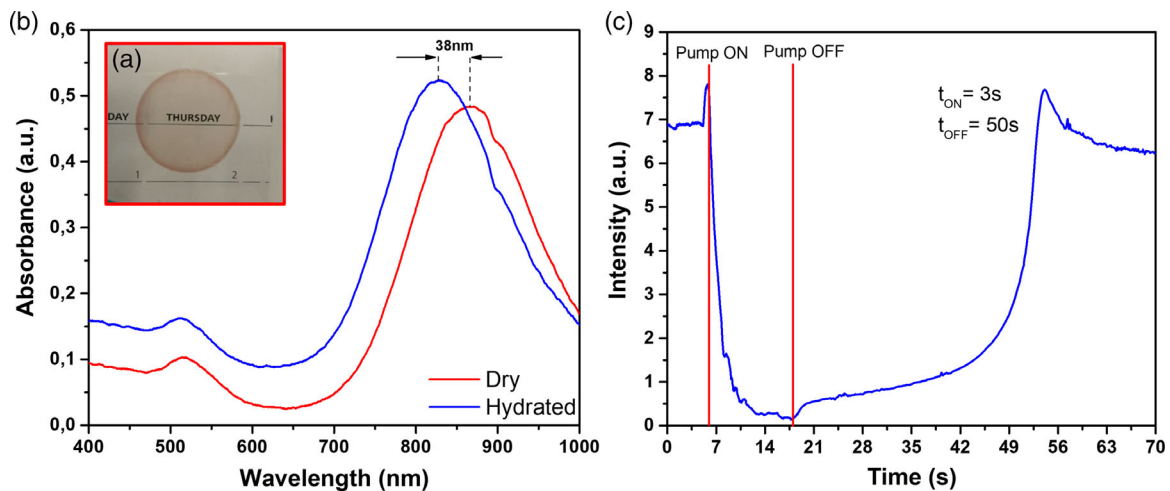 (b)
0,6
0,5
0,4
0,3
0,2
0,1
0,0
Absorbance (a.u.)
(a)
DAY THURSDAY
1 2
38nm
Dry
Hydrated
400 500 600 700 800 900 1000
Wavelength (nm)
(c)
9
8
7
6
5
4
3
2
1
0
Intensity (a.u.)
Pump ON Pump OFF
tON= 3s
tOFF= 50s
0 7 14 21 28 35 42 49 56 63 70
Time (s)